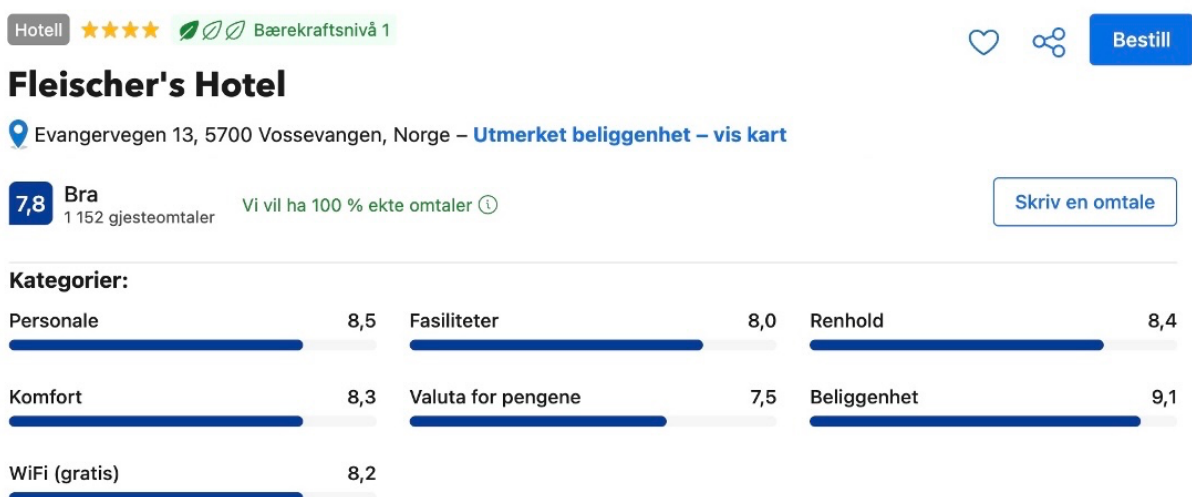 Hotell Bærekraftsnivå 1
Bestill
Fleischer's Hotel
Evangervegen 13, 5700 Vossevangen, Norge – Utmerket beliggenhet – vis kart
7,8 Bra
1 152 gjesteomtaler
Vi vil ha 100 % ekte omtaler
Skriv en omtale
Kategorier:
Personale 8,5
Fasiliteter 8,0
Renhold 8,4
Komfort 8,3
Valuta for pengene 7,5
Beliggenhet 9,1
WiFi (gratis) 8,2